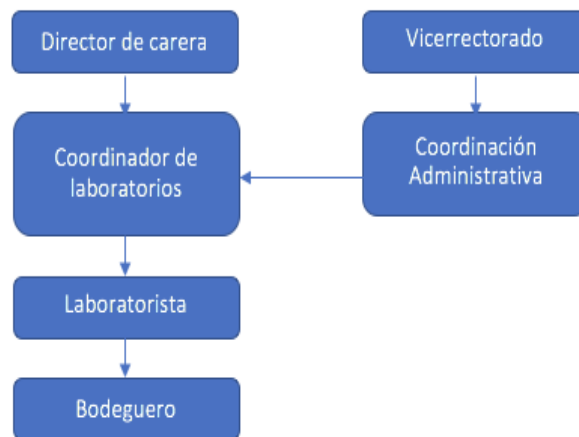 Director de carera
Vicerrectorado
Coordinador de
laboratorios
Coordinación
Administrativa
Laboratorista
Bodeguero